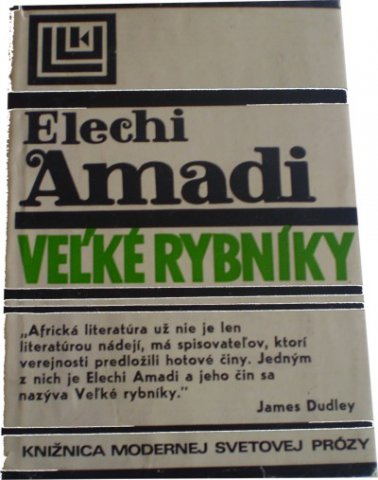 Elechi
Amadi
VEĽKÉ RYBNÍKY
„Africká literatúra už nie je len
literatúrou nádejí, má spisovateľov, ktorí
verejnosti predložili hotové činy. Jedným
z nich je Elechi Amadi a jeho čin sa
nazýva Veľké rybníky.”
James Dudley
KNIŽNICA MODERNEJ SVETOVEJ PRÓZY